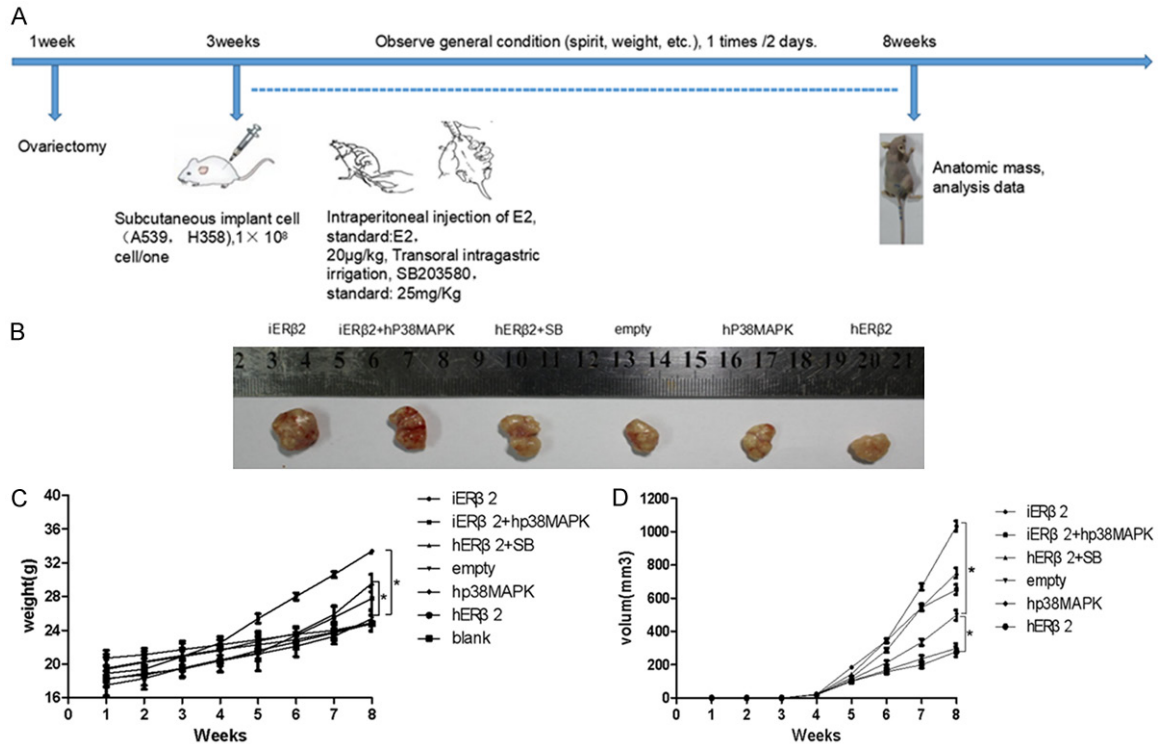 A
1week
3weeks
Observe general condition (spirit, weight, etc.), 1 times /2 days.
8weeks
Ovariectomy
Subcutaneous implant cell
（A539， H358),1× 10⁸
cell/one
Intraperitoneal injection of E2,
standard:E2，
20μg/kg, Transoral intragastric
irrigation, SB203580，
standard: 25mg/Kg
Anatomic mass,
analysis data
B
iERβ2 iERβ2+hP38MAPK hERβ2+SB empty hP38MAPK hERβ2
2 3 4 5 6 7 8 9 10 11 12 13 14 15 16 17 18 19 20 21
C
weight(g)
40
36
32
28
24
20
16
0 1 2 3 4 5 6 7 8
Weeks
* *
iERβ 2
iERβ 2+hp38MAPK
hERβ 2+SB
empty
hp38MAPK
hERβ 2
blank
D
volum(mm3)
1200
1000
800
600
400
200
0
0 1 2 3 4 5 6 7 8
Weeks
*
*
iERβ 2
iERβ 2+hp38MAPK
hERβ 2+SB
empty
hp38MAPK
hERβ 2